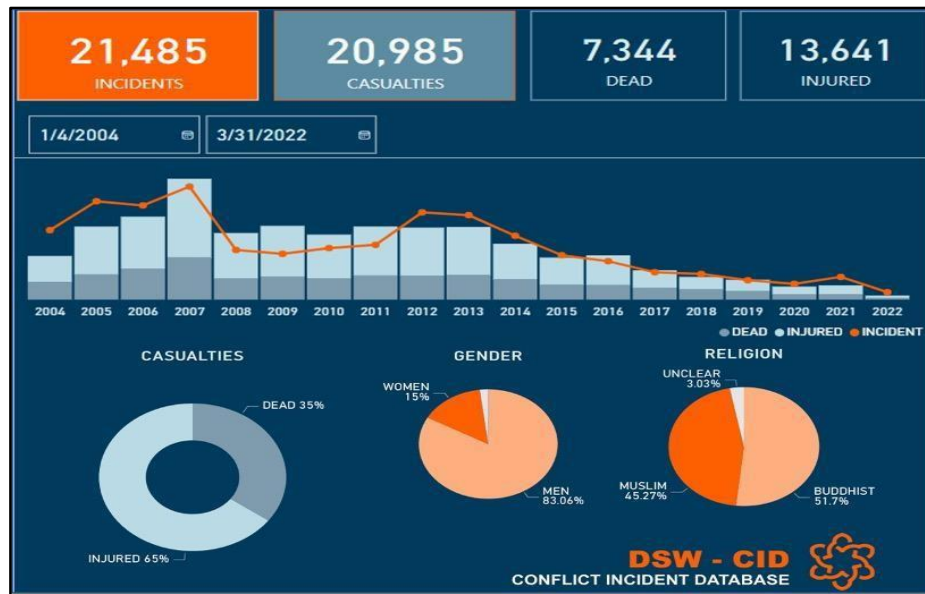 21,485
INCIDENTS
20,985
CASUALTIES
7,344
DEAD
13,641
INJURED
1/4/2004
3/31/2022
2004 2005 2006 2007 2008 2009 2010 2011 2012 2013 2014 2015 2016 2017 2018 2019 2020 2021 2022
DEAD INJURED INCIDENT
CASUALTIES
DEAD 35%
INJURED 65%
GENDER
WOMEN
15%
MEN
83.06%
RELIGION
UNCLEAR
3.03%
MUSLIM
45.27%
BUDDHIST
51.7%
DSW - CID
CONFLICT INCIDENT DATABASE